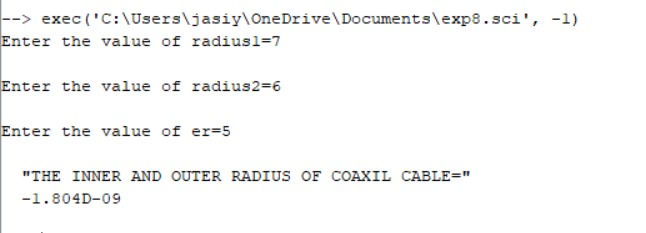 --> exec('C:\Users\jasiy\OneDrive\Documents\exp8.sci', -1)
Enter the value of radius1=7
Enter the value of radius2=6
Enter the value of er=5
"THE INNER AND OUTER RADIUS OF COAXIL CABLE="
-1.804D-09